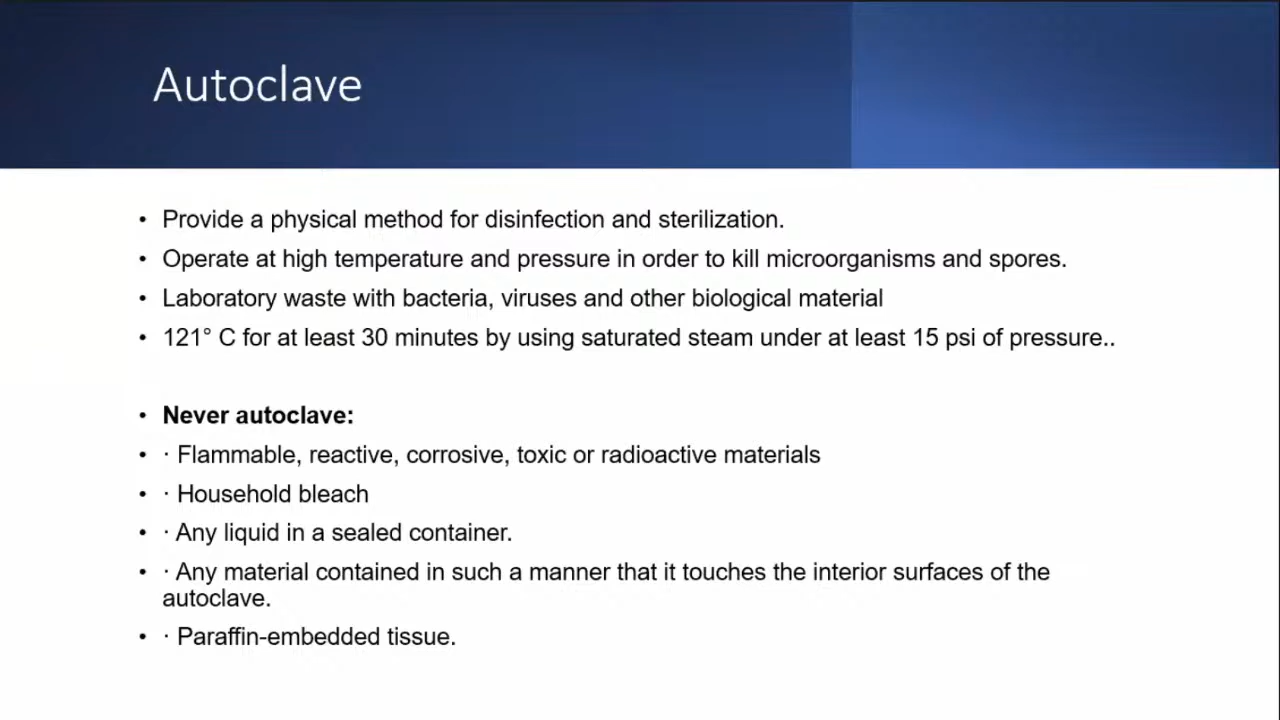 Autoclave
• Provide a physical method for disinfection and sterilization.
• Operate at high temperature and pressure in order to kill microorganisms and spores.
• Laboratory waste with bacteria, viruses and other biological material
• 121° C for at least 30 minutes by using saturated steam under at least 15 psi of pressure..
• Never autoclave:
• · Flammable, reactive, corrosive, toxic or radioactive materials
• · Household bleach
• · Any liquid in a sealed container.
• · Any material contained in such a manner that it touches the interior surfaces of the
autoclave.
• · Paraffin-embedded tissue.